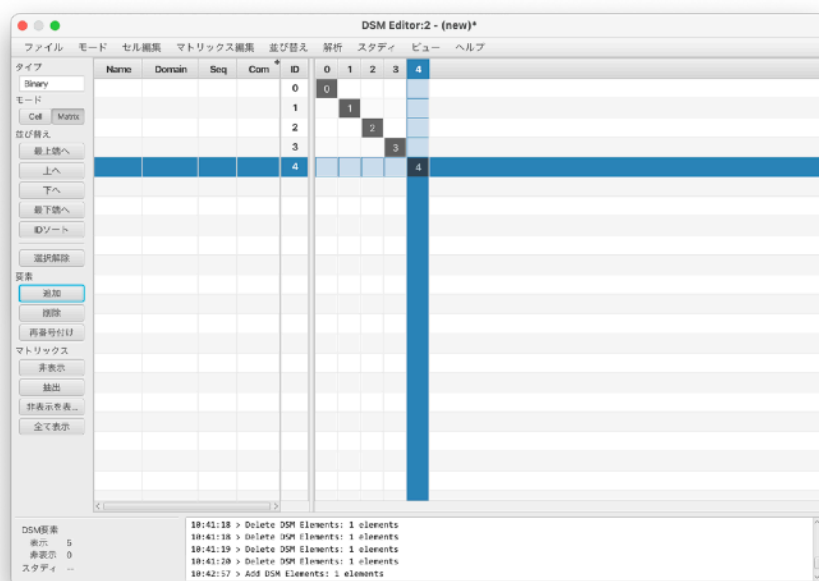 DSM Editor:2 - (new)*
ファイル モード セル編集 マトリックス編集 並び替え 解析 スタディ ビュー ヘルプ
タイプ
Binary
モード
Cell Matrix
並び替え
最上端へ
上へ
下へ
最下端へ
IDソート
選択解除
要素
追加
削除
再番号付け
マトリックス
非表示
抽出
非表示を表...
全て表示
Name Domain Seq Com ID 0 1 2 3 4
0 0
1 1
2 2
3 3
4 4
DSM要素
表示 5
非表示 0
スタディ --
10:41:18 > Delete DSM Elements: 1 elements
10:41:18 > Delete DSM Elements: 1 elements
10:41:19 > Delete DSM Elements: 1 elements
10:41:20 > Delete DSM Elements: 1 elements
10:42:57 > Add DSM Elements: 1 elements